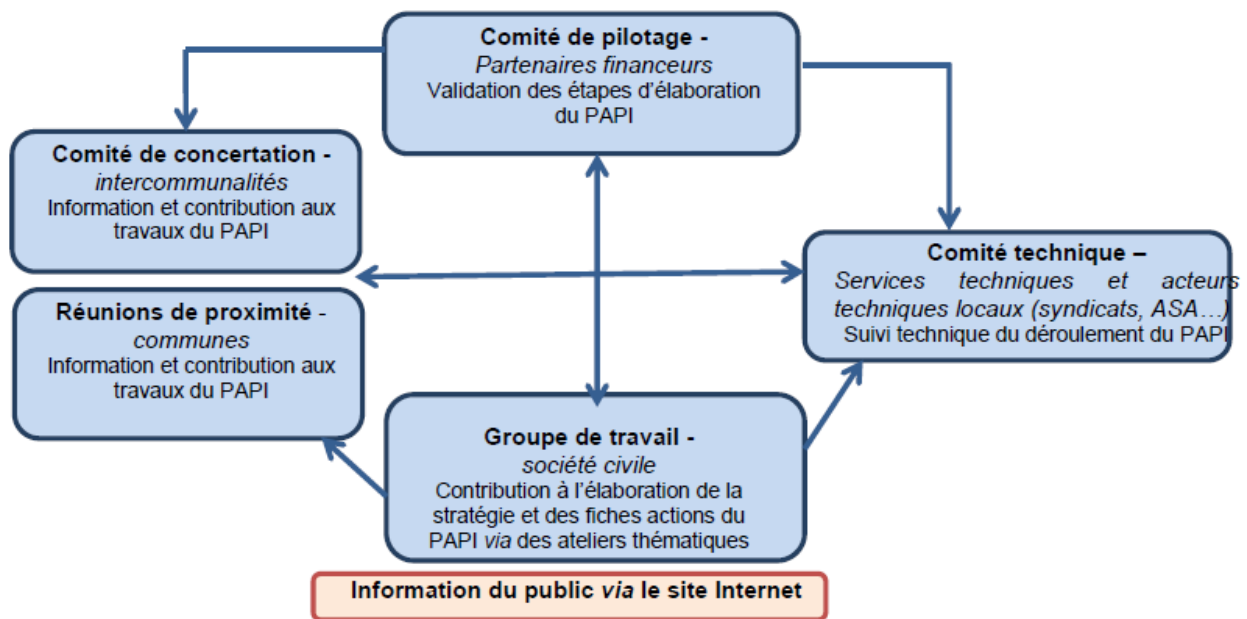 Comité de pilotage -
Partenaires financeurs
Validation des étapes d'élaboration
du PAPI
Comité de concertation -
intercommunalités
Information et contribution aux
travaux du PAPI
Comité technique –
Services techniques et acteurs
techniques locaux (syndicats, ASA…)
Suivi technique du déroulement du PAPI
Réunions de proximité -
communes
Information et contribution aux
travaux du PAPI
Groupe de travail -
société civile
Contribution à l'élaboration de la
stratégie et des fiches actions du
PAPI via des ateliers thématiques
Information du public via le site Internet